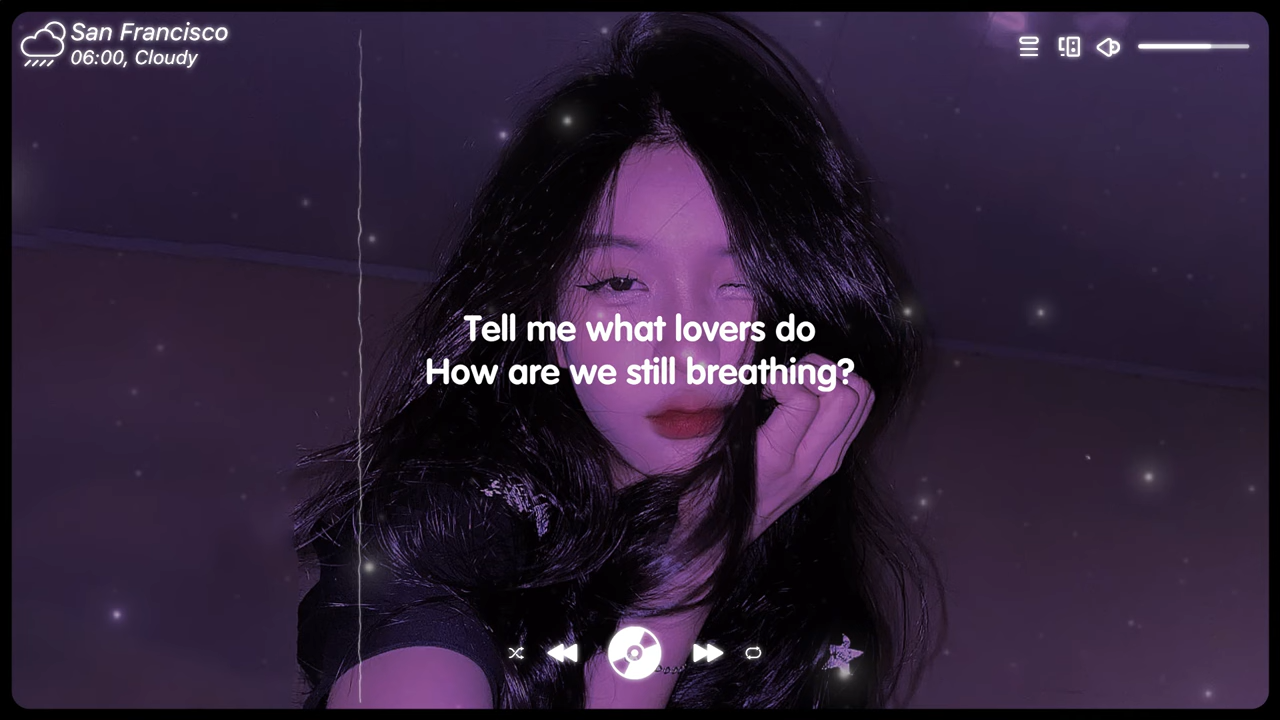 San Francisco
06:00, Cloudy
Tell me what lovers do
How are we still breathing?